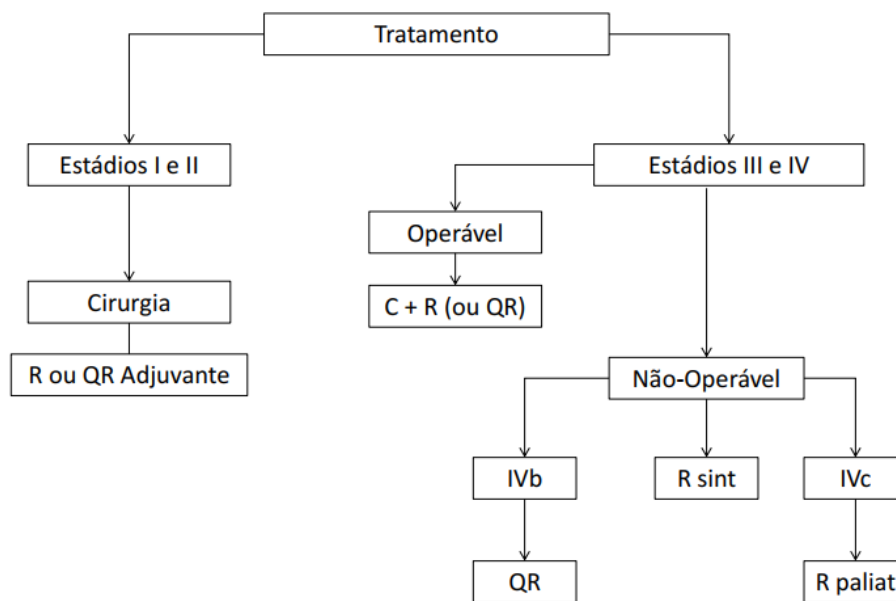 Tratamento
Estádios I e II
Estádios III e IV
Operável
Cirurgia
C + R (ou QR)
R ou QR Adjuvante
Não-Operável
IVb
R sint
IVc
QR
R paliat